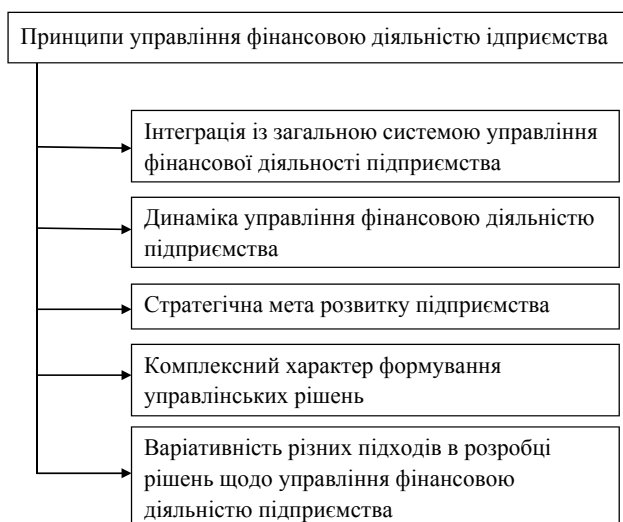 Принципи управління фінансовою діяльністю ідприємства
Інтеграція із загальною системою управління
фінансової діяльності підприємства
Динаміка управління фінансовою діяльністю
підприємства
Стратегічна мета розвитку підприємства
Комплексний характер формування
управлінських рішень
Варіативність різних підходів в розробці
рішень щодо управління фінансовою
діяльністю підприємства